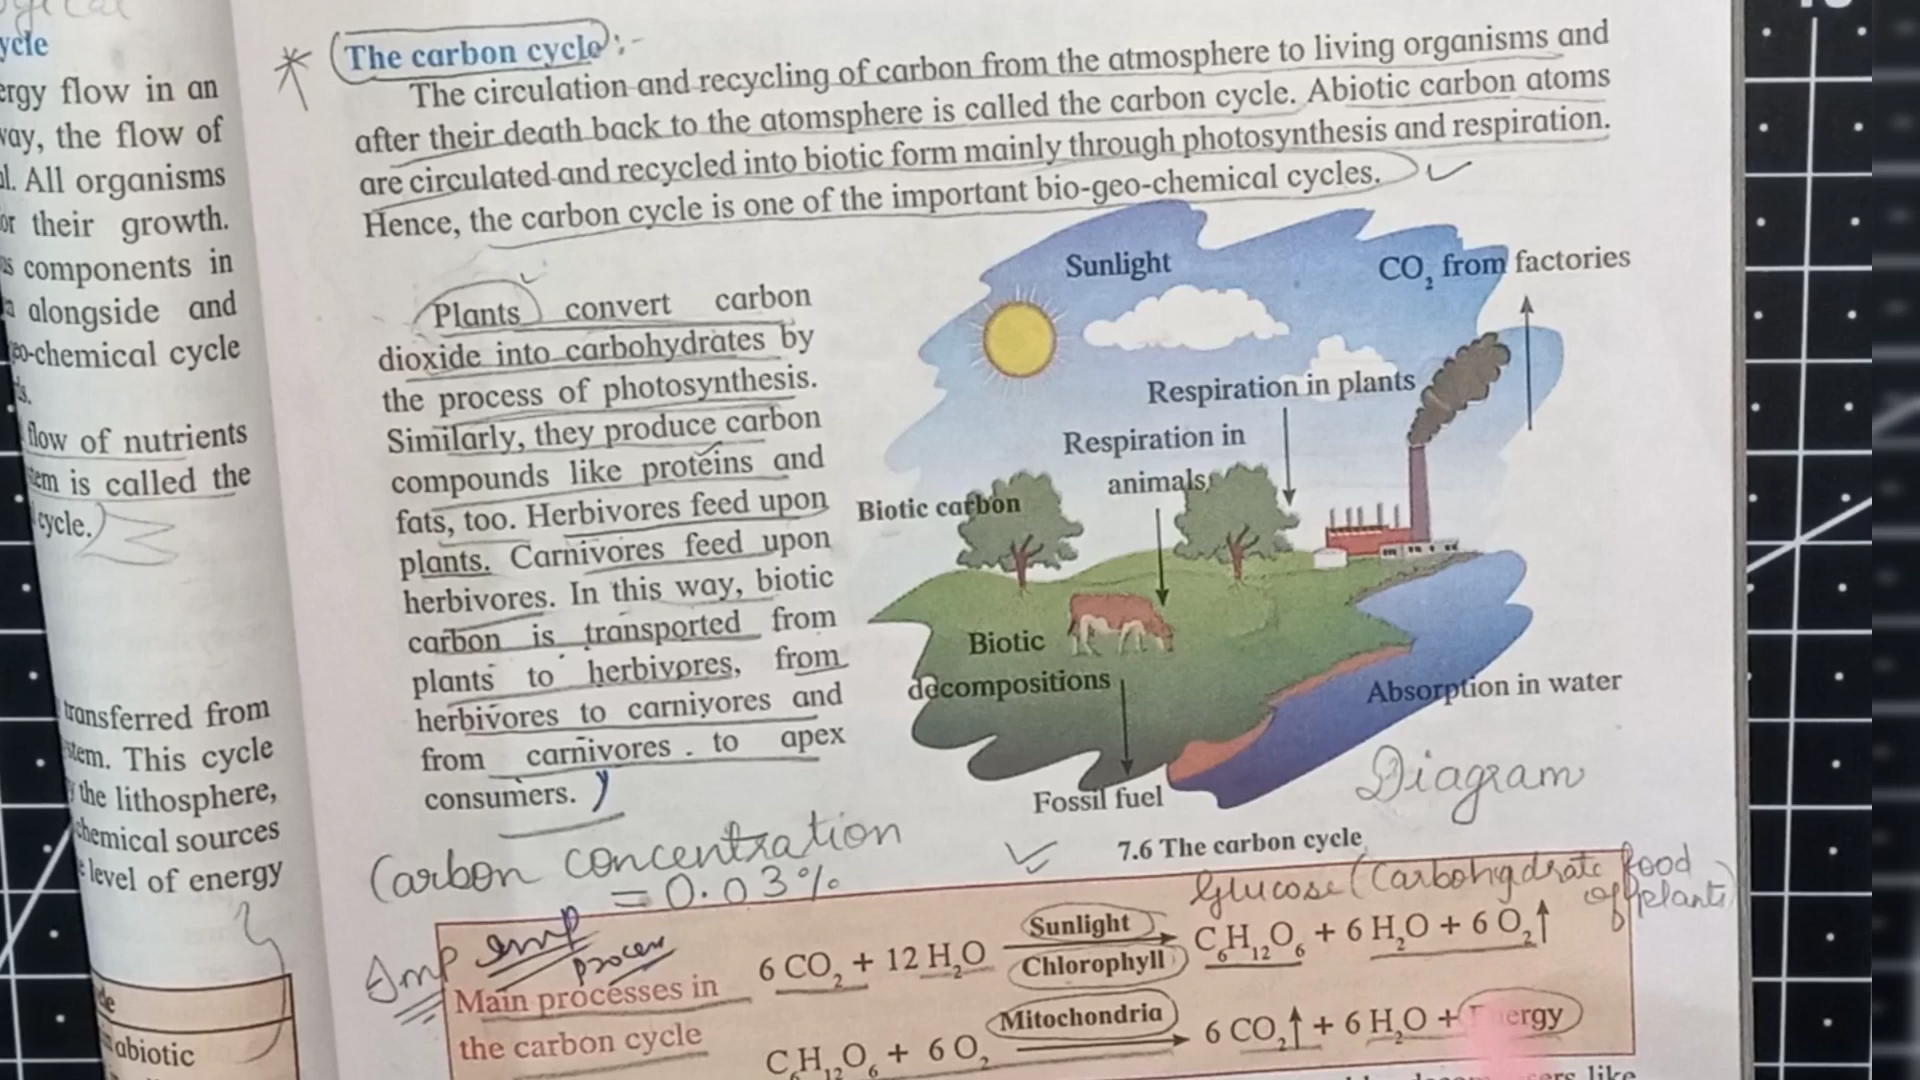 ycle
ergy flow in an
way, the flow of
al. All organisms
or their growth.
components in
alongside and
eo-chemical cycle
flow of nutrients
tem is called the
cycle.
transferred from
stem. This cycle
the lithosphere,
chemical sources
level of energy
de
abiotic
The carbon cycle :-
The circulation and recycling of carbon from the atmosphere to living organisms and
after their death back to the atomsphere is called the carbon cycle. Abiotic carbon atoms
are circulated and recycled into biotic form mainly through photosynthesis and respiration.
Hence, the carbon cycle is one of the important bio-geo-chemical cycles.
Plants convert carbon
dioxide into carbohydrates by
the process of photosynthesis.
Similarly, they produce carbon
compounds like proteins and
fats, too. Herbivores feed upon
plants. Carnivores feed upon
herbivores. In this way, biotic
carbon is transported from
plants to herbivores, from
herbivores to carnivores and
from carnivores to apex
consumers.
Sunlight
CO₂ from factories
Respiration in plants
Respiration in
animals
Biotic carbon
Biotic
decompositions
Absorption in water
Fossil fuel
Diagram
7.6 The carbon cycle
Carbon concentration
= 0.03%
Glucose (Carbohydrate food
of plants)
Imp
imp
process
Main processes in
the carbon cycle
6 CO₂ + 12 H₂O
Sunlight
Chlorophyll
C₆H₁₂O₆ + 6 H₂O + 6 O₂↑
C₆H₁₂O₆ + 6 O₂
Mitochondria
6 CO₂↑ + 6 H₂O + Energy
like